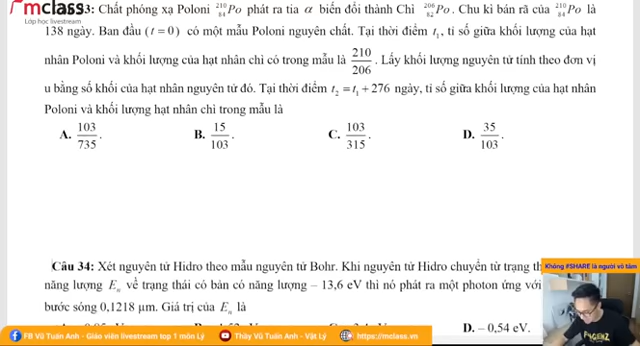 mclass
Lớp học livestream
3: Chất phóng xạ Poloni ²¹⁰₈₄Po phát ra tia α biến đổi thành Chì ²⁰⁶₈₂Po. Chu kì bán rã của ²¹⁰₈₄Po là
138 ngày. Ban đầu (t = 0) có một mẫu Poloni nguyên chất. Tại thời điểm t₁, tỉ số giữa khối lượng của hạt
nhân Poloni và khối lượng của hạt nhân chì có trong mẫu là 210/206. Lấy khối lượng nguyên tử tính theo đơn vị
u bằng số khối của hạt nhân nguyên tử đó. Tại thời điểm t₂ = t₁ + 276 ngày, tỉ số giữa khối lượng của hạt nhân
Poloni và khối lượng hạt nhân chì trong mẫu là
A. 103/735. B. 15/103. C. 103/315. D. 35/103.
Câu 34: Xét nguyên tử Hidro theo mẫu nguyên tử Bohr. Khi nguyên tử Hidro chuyển từ trạng th
Không #SHARE là người vô tâm
năng lượng Eₙ về trạng thái cơ bản có năng lượng – 13,6 eV thì nó phát ra một photon ứng với
bước sóng 0,1218 μm. Giá trị của Eₙ là
D. – 0,54 eV.
FB Vũ Tuấn Anh - Giáo viên livestream top 1 môn Lý
Thầy Vũ Tuấn Anh - Vật Lý
https://mclass.vn